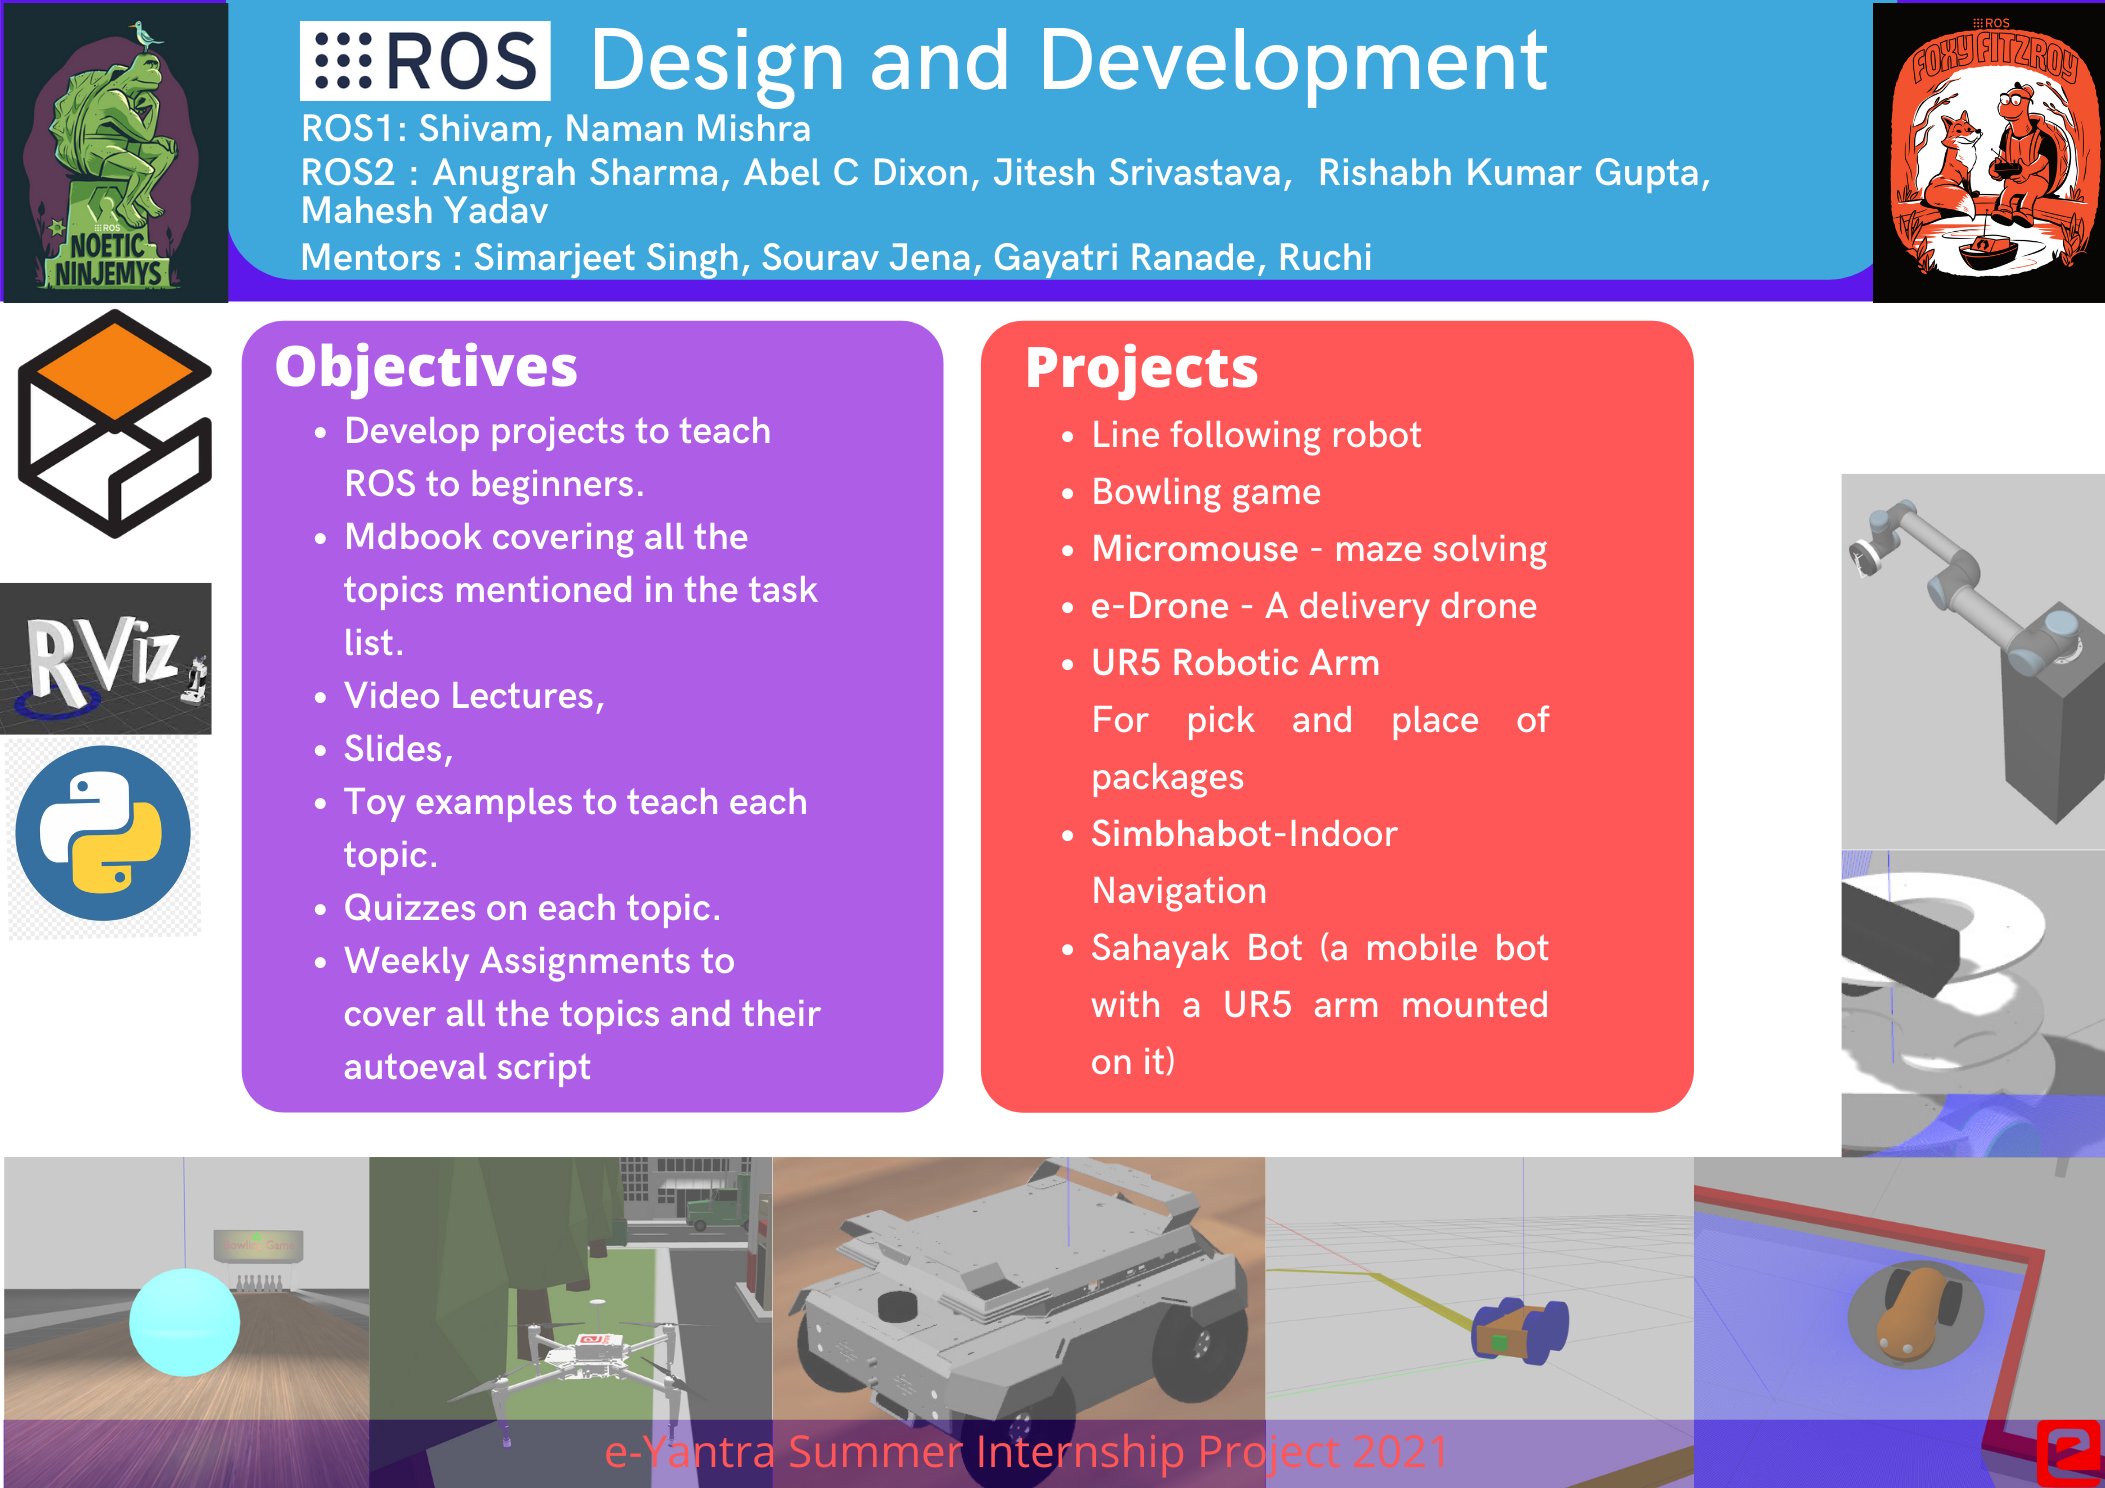 ROS Design and Development
ROS1: Shivam, Naman Mishra
ROS2 : Anugrah Sharma, Abel C Dixon, Jitesh Srivastava, Rishabh Kumar Gupta,
Mahesh Yadav
Mentors : Simarjeet Singh, Sourav Jena, Gayatri Ranade, Ruchi
ROS
NOETIC
NINJEMYS
ROS
FOXY FITZROY
RViz
Objectives
• Develop projects to teach
ROS to beginners.
• Mdbook covering all the
topics mentioned in the task
list.
• Video Lectures,
• Slides,
• Toy examples to teach each
topic.
• Quizzes on each topic.
• Weekly Assignments to
cover all the topics and their
autoeval script
Projects
• Line following robot
• Bowling game
• Micromouse - maze solving
• e-Drone - A delivery drone
• UR5 Robotic Arm
For pick and place of
packages
• Simbhabot-Indoor
Navigation
• Sahayak Bot (a mobile bot
with a UR5 arm mounted
on it)
Bowling Game
e-Yantra Summer Internship Project 2021